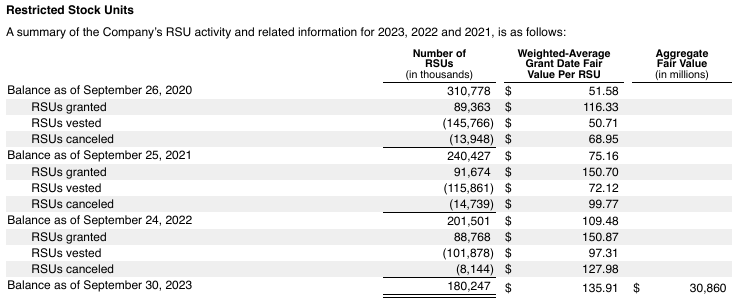 Restricted Stock Units
A summary of the Company's RSU activity and related information for 2023, 2022 and 2021, is as follows:
Number of RSUs (in thousands) Weighted-Average Grant Date Fair Value Per RSU Aggregate Fair Value (in millions)
Balance as of September 26, 2020 310,778 $ 51.58
RSUs granted 89,363 $ 116.33
RSUs vested (145,766) $ 50.71
RSUs canceled (13,948) $ 68.95
Balance as of September 25, 2021 240,427 $ 75.16
RSUs granted 91,674 $ 150.70
RSUs vested (115,861) $ 72.12
RSUs canceled (14,739) $ 99.77
Balance as of September 24, 2022 201,501 $ 109.48
RSUs granted 88,768 $ 150.87
RSUs vested (101,878) $ 97.31
RSUs canceled (8,144) $ 127.98
Balance as of September 30, 2023 180,247 $ 135.91 $ 30,860